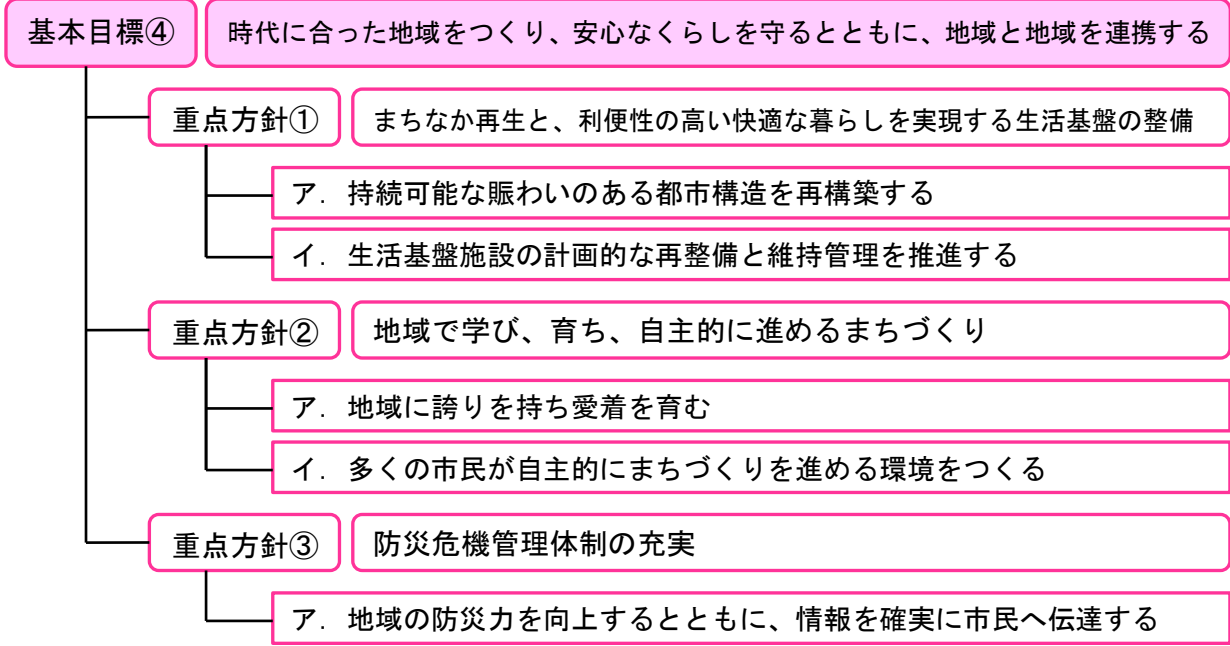 基本目標④ 時代に合った地域をつくり、安心なくらしを守るとともに、地域と地域を連携する
重点方針① まちなか再生と、利便性の高い快適な暮らしを実現する生活基盤の整備
ア．持続可能な賑わいのある都市構造を再構築する
イ．生活基盤施設の計画的な再整備と維持管理を推進する
重点方針② 地域で学び、育ち、自主的に進めるまちづくり
ア．地域に誇りを持ち愛着を育む
イ．多くの市民が自主的にまちづくりを進める環境をつくる
重点方針③ 防災危機管理体制の充実
ア．地域の防災力を向上するとともに、情報を確実に市民へ伝達する